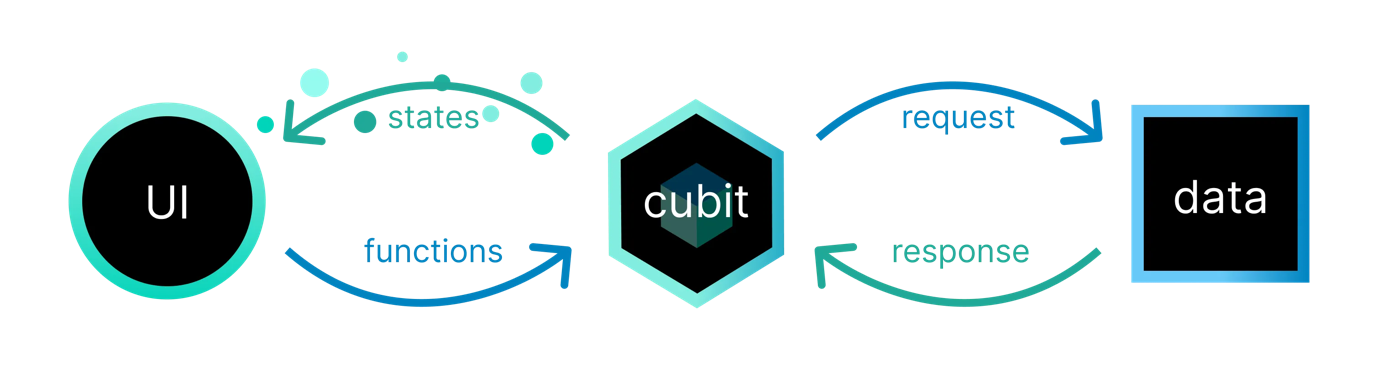 states
request
UI
cubit
data
functions
response